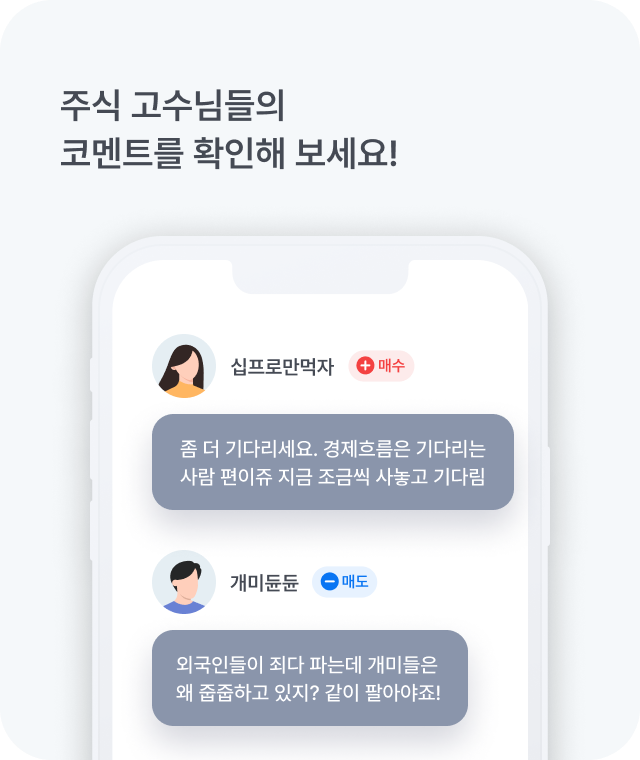 주식 고수님들의
코멘트를 확인해 보세요!
십프로만먹자 매수
좀 더 기다리세요. 경제흐름은 기다리는
사람 편이쥬 지금 조금씩 사놓고 기다림
개미듄듄 매도
외국인들이 죄다 파는데 개미들은
왜 줍줍하고 있지? 같이 팔아야죠!